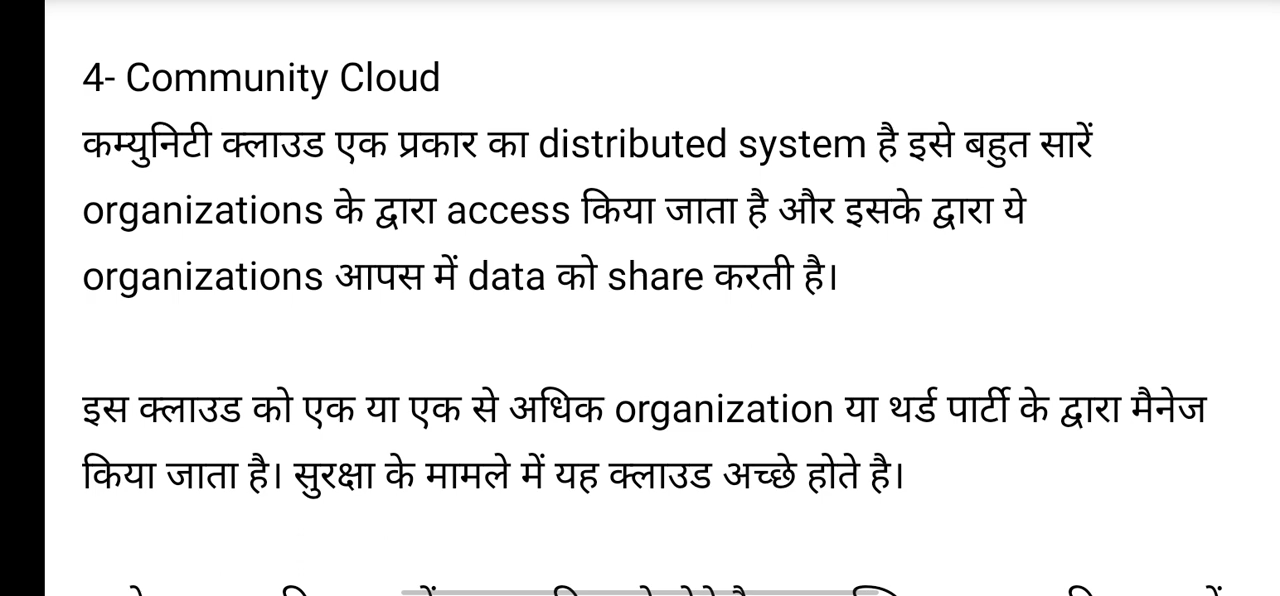 4- Community Cloud
कम्युनिटी क्लाउड एक प्रकार का distributed system है इसे बहुत सारें
organizations के द्वारा access किया जाता है और इसके द्वारा ये
organizations आपस में data को share करती है।
इस क्लाउड को एक या एक से अधिक organization या थर्ड पार्टी के द्वारा मैनेज
किया जाता है। सुरक्षा के मामले में यह क्लाउड अच्छे होते है।